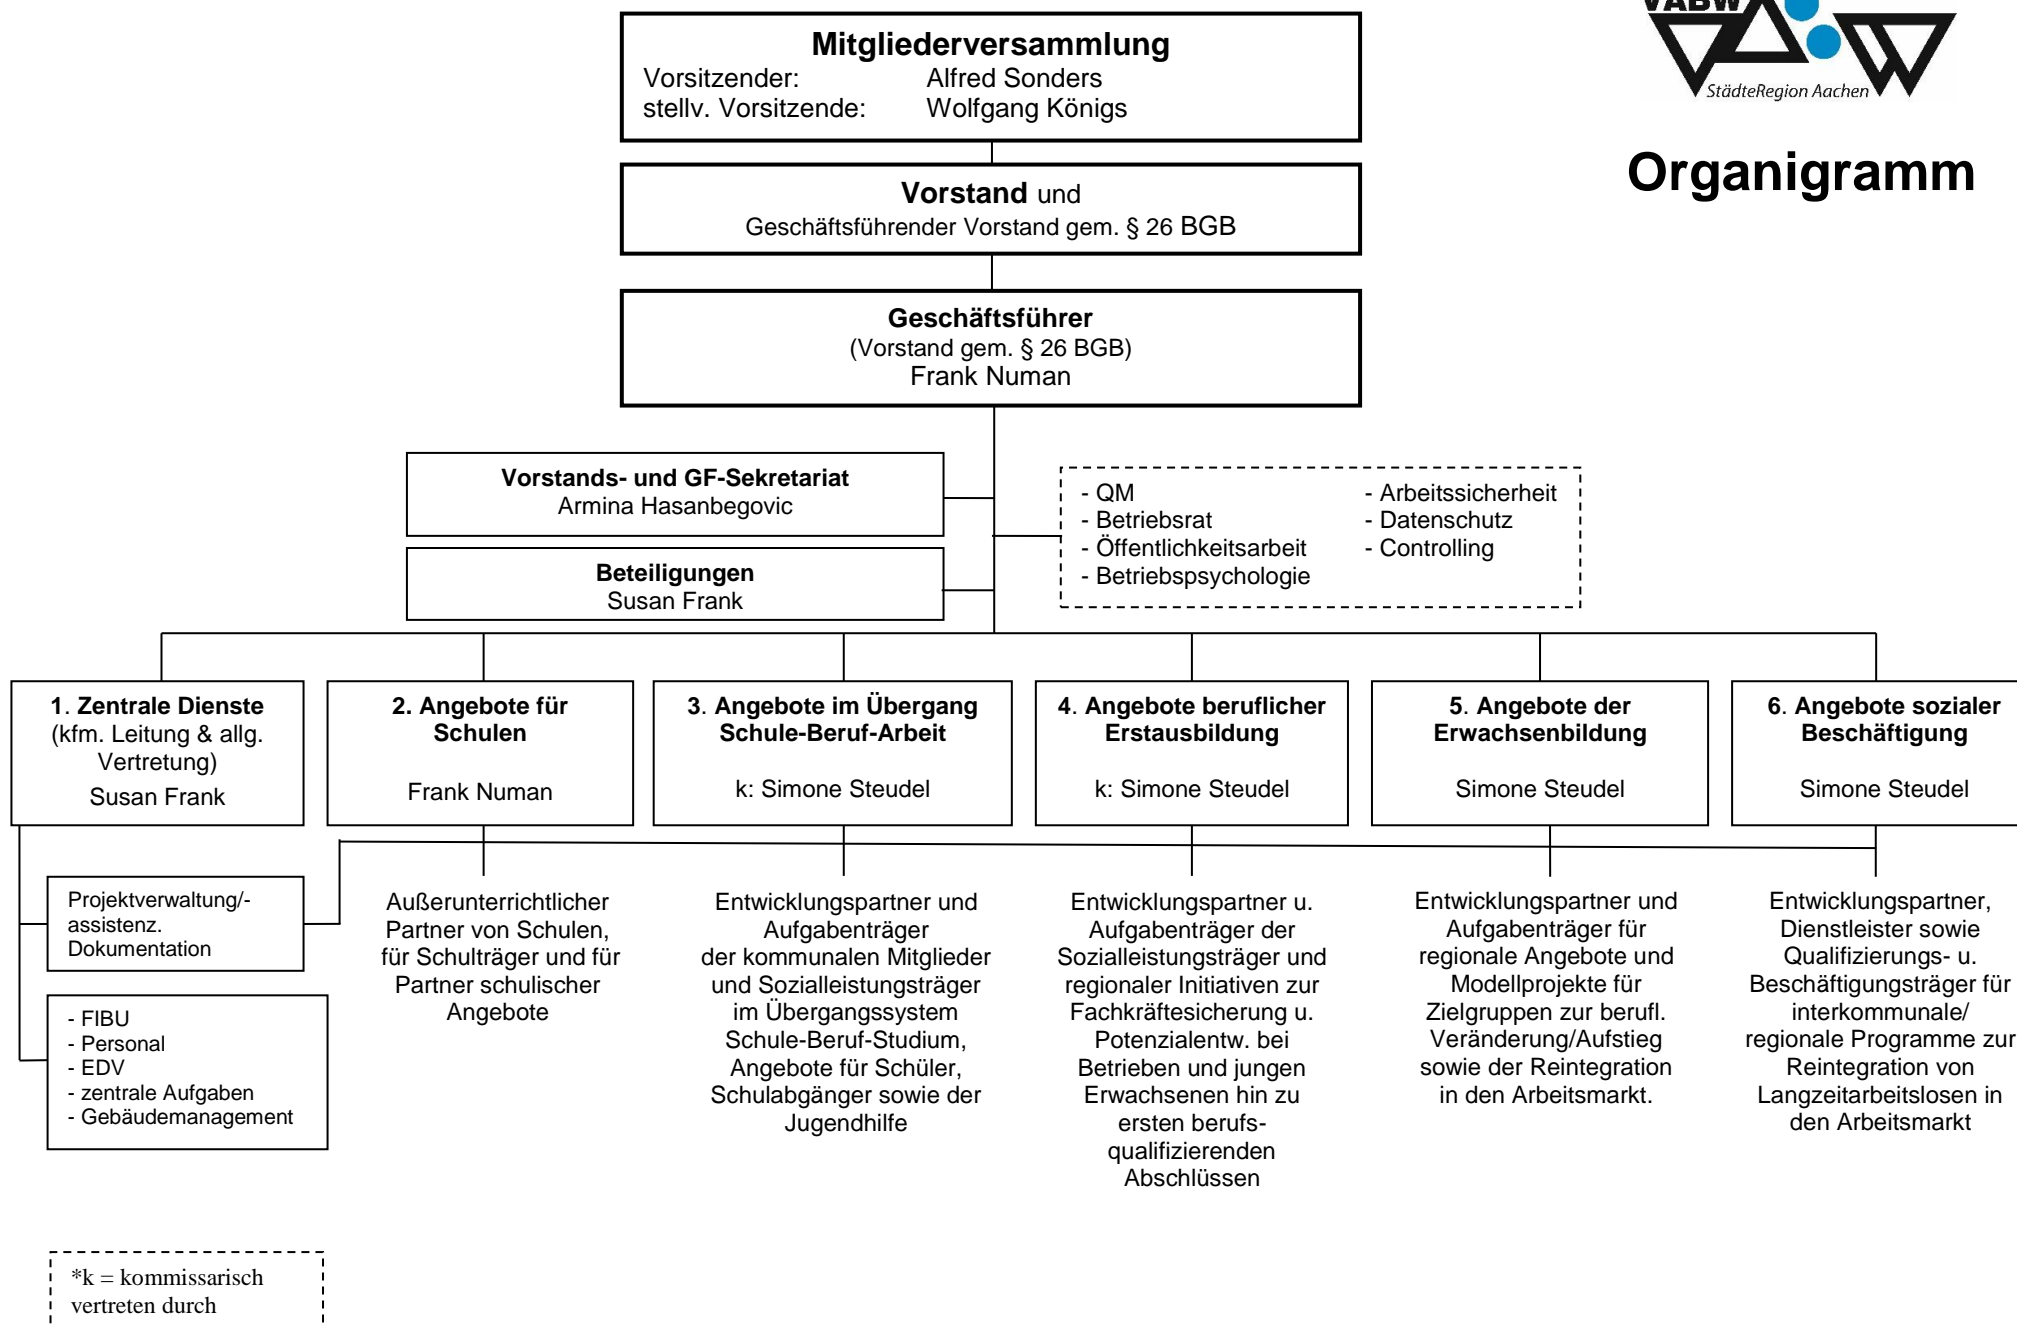 VABW
StädteRegion Aachen
Organigramm
Mitgliederversammlung
Vorsitzender: Alfred Sonders
stellv. Vorsitzende: Wolfgang Königs
Vorstand und
Geschäftsführender Vorstand gem. § 26 BGB
Geschäftsführer
(Vorstand gem. § 26 BGB)
Frank Numan
Vorstands- und GF-Sekretariat
Armina Hasanbegovic
Beteiligungen
Susan Frank
- QM
- Betriebsrat
- Öffentlichkeitsarbeit
- Betriebspsychologie
- Arbeitssicherheit
- Datenschutz
- Controlling
1. Zentrale Dienste
(kfm. Leitung & allg.
Vertretung)
Susan Frank
2. Angebote für
Schulen
Frank Numan
3. Angebote im Übergang
Schule-Beruf-Arbeit
k: Simone Steudel
4. Angebote beruflicher
Erstausbildung
k: Simone Steudel
5. Angebote der
Erwachsenbildung
Simone Steudel
6. Angebote sozialer
Beschäftigung
Simone Steudel
Projektverwaltung/-
assistenz.
Dokumentation
- FIBU
- Personal
- EDV
- zentrale Aufgaben
- Gebäudemanagement
Außerunterrichtlicher
Partner von Schulen,
für Schulträger und für
Partner schulischer
Angebote
Entwicklungspartner und
Aufgabenträger
der kommunalen Mitglieder
und Sozialleistungsträger
im Übergangssystem
Schule-Beruf-Studium,
Angebote für Schüler,
Schulabgänger sowie der
Jugendhilfe
Entwicklungspartner u.
Aufgabenträger der
Sozialleistungsträger und
regionaler Initiativen zur
Fachkräftesicherung u.
Potenzialentw. bei
Betrieben und jungen
Erwachsenen hin zu
ersten berufs-
qualifizierenden
Abschlüssen
Entwicklungspartner und
Aufgabenträger für
regionale Angebote und
Modellprojekte für
Zielgruppen zur berufl.
Veränderung/Aufstieg
sowie der Reintegration
in den Arbeitsmarkt.
Entwicklungspartner,
Dienstleister sowie
Qualifizierungs- u.
Beschäftigungsträger für
interkommunale/
regionale Programme zur
Reintegration von
Langzeitarbeitslosen in
den Arbeitsmarkt
*k = kommissarisch
vertreten durch